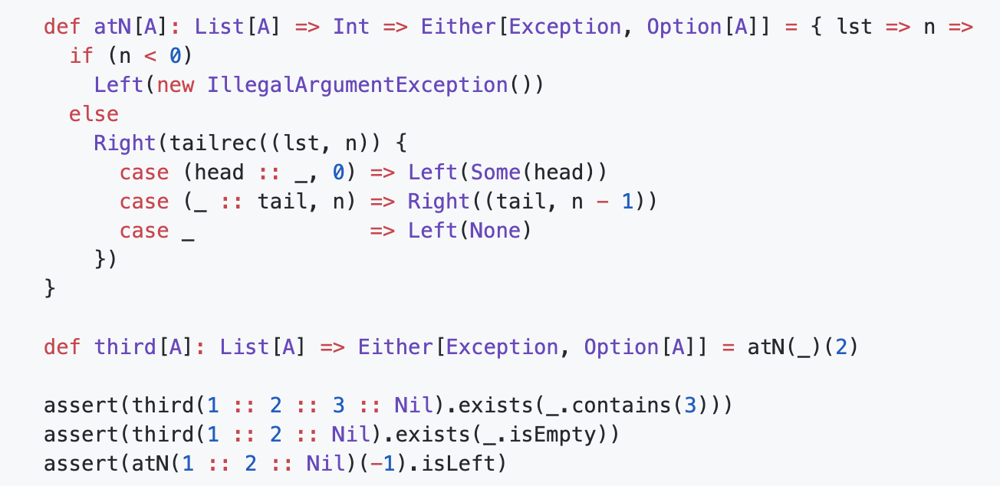 def atN[A]: List[A] => Int => Either[Exception, Option[A]] = { lst => n =>
  if (n < 0)
    Left(new IllegalArgumentException())
  else
    Right(tailrec((lst, n)) {
      case (head :: _, 0) => Left(Some(head))
      case (_ :: tail, n) => Right((tail, n - 1))
      case _              => Left(None)
    })
}

def third[A]: List[A] => Either[Exception, Option[A]] = atN(_)(2)

assert(third(1 :: 2 :: 3 :: Nil).exists(_.contains(3)))
assert(third(1 :: 2 :: Nil).exists(_.isEmpty))
assert(atN(1 :: 2 :: Nil)(-1).isLeft)